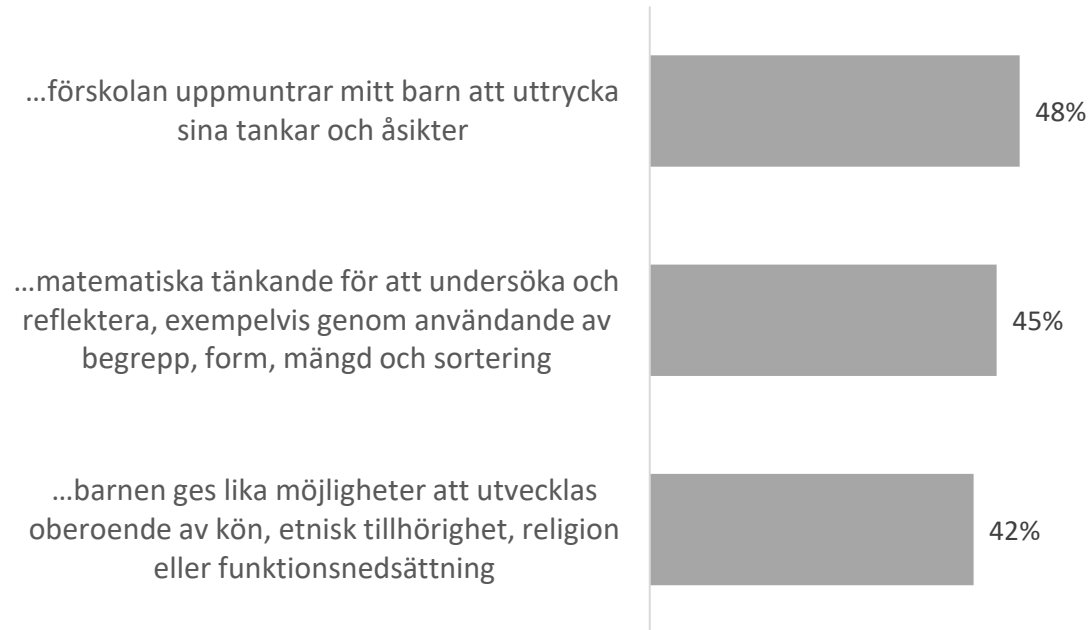 ...förskolan uppmuntrar mitt barn att uttrycka
sina tankar och åsikter
48%
...matematiska tänkande för att undersöka och
reflektera, exempelvis genom användande av
begrepp, form, mängd och sortering
45%
...barnen ges lika möjligheter att utvecklas
oberoende av kön, etnisk tillhörighet, religion
eller funktionsnedsättning
42%